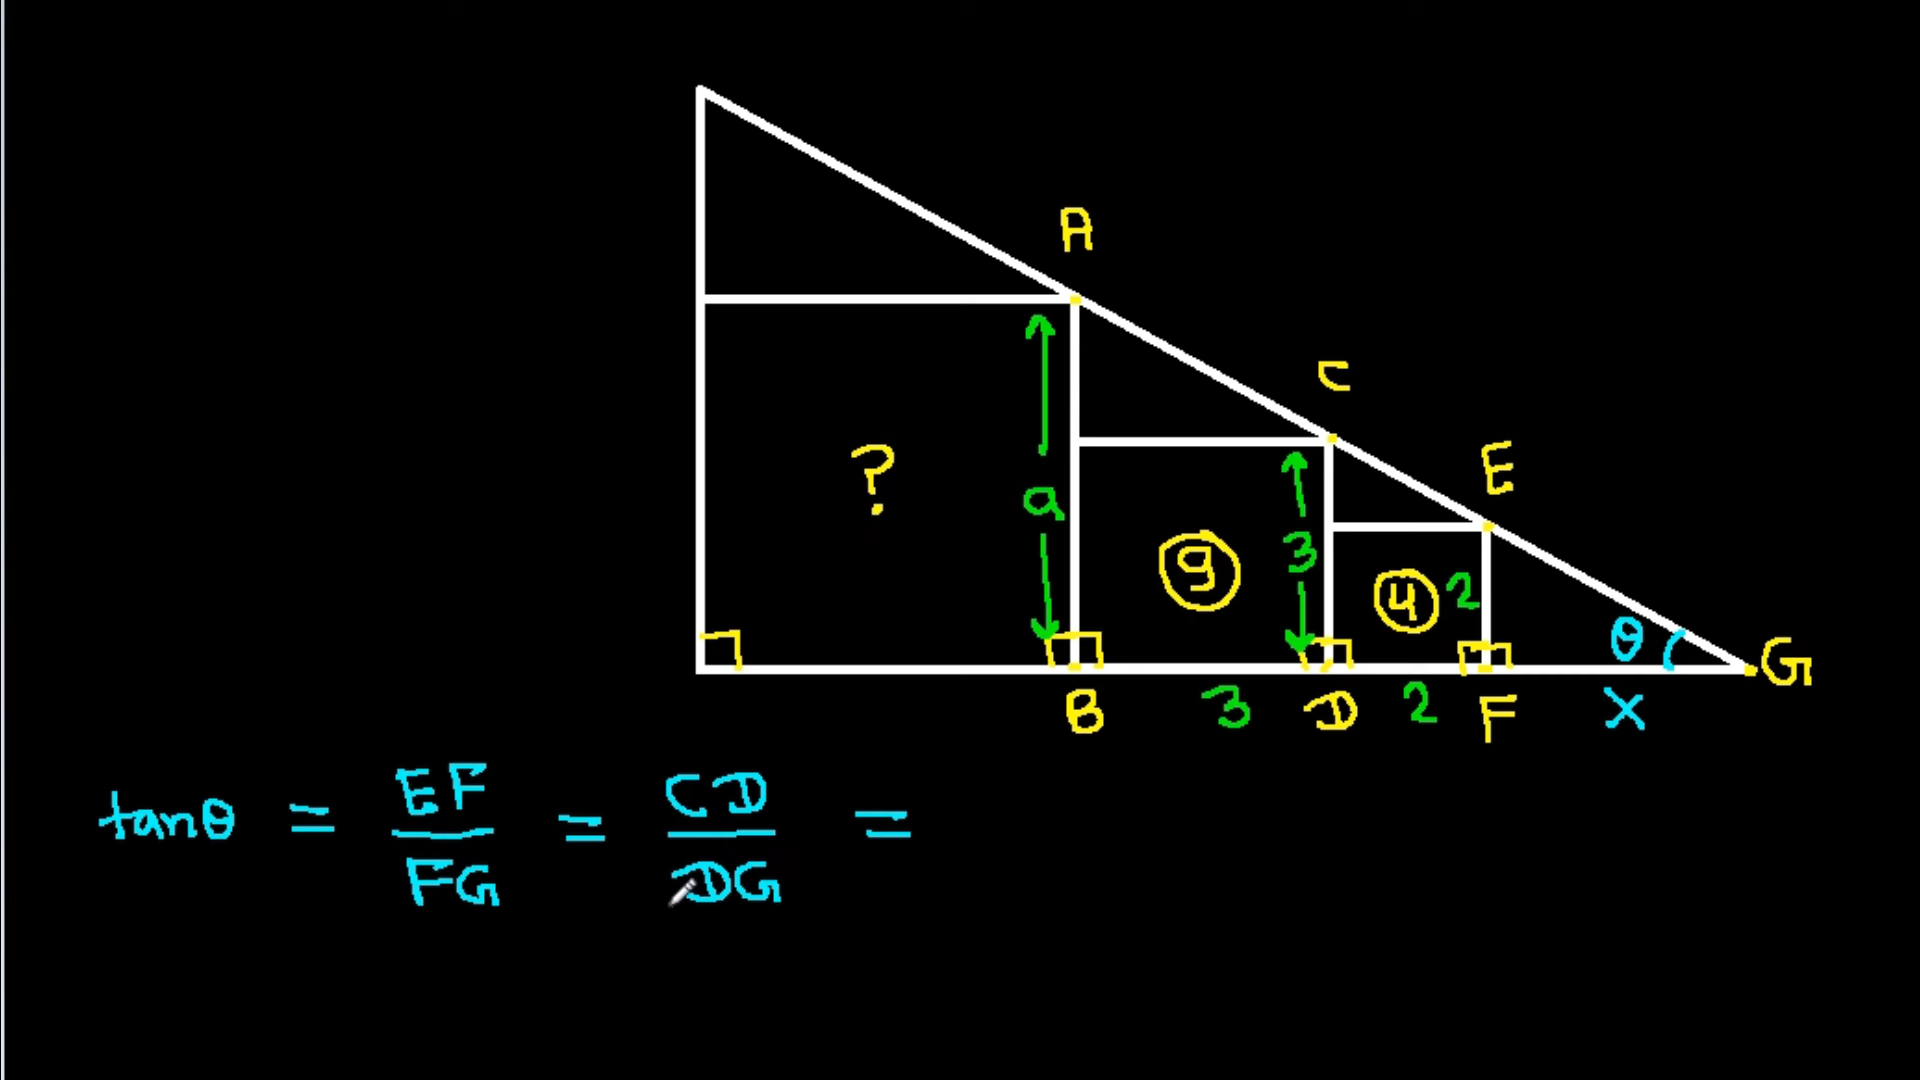 A
C
E
?
a
9
3
4
2
θ
G
B
3
D
2
F
x
tanθ = EF/FG = CD/DG =